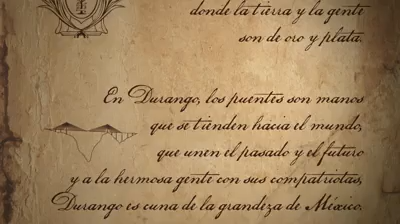 donde la tierra y la gente
son de oro y plata.
En Durango, los puentes son manos
que se tienden hacia el mundo,
que unen el pasado y el futuro
y a la hermosa gente con sus compatriotas,
Durango es cuna de la grandeza de México.